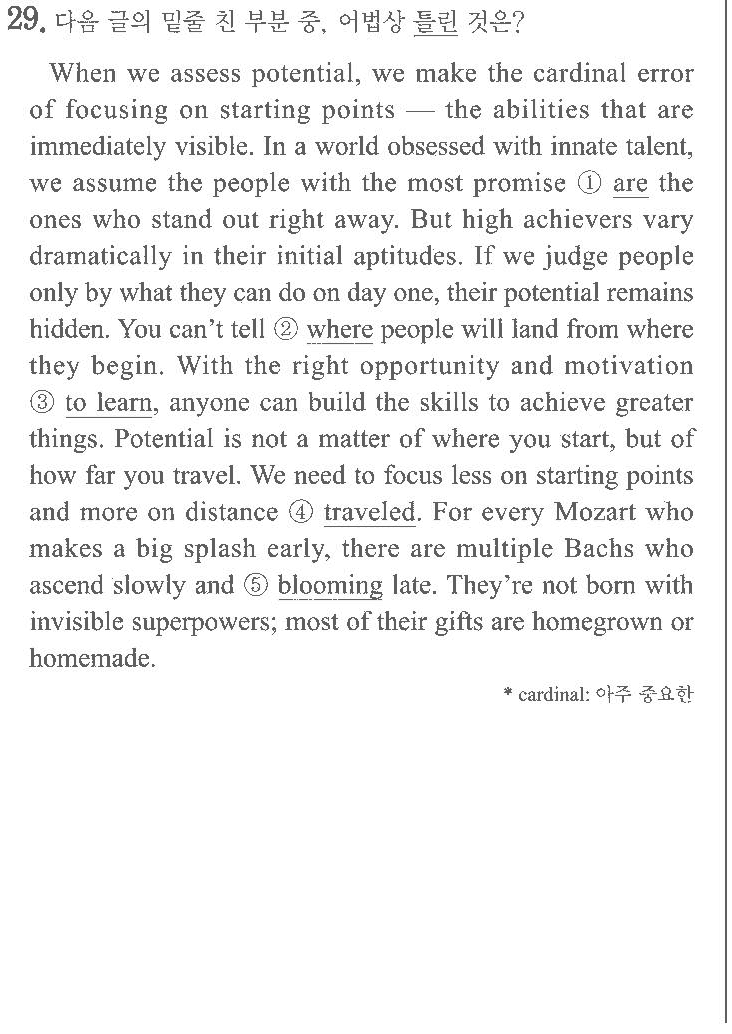 29. 다음 글의 밑줄 친 부분 중, 어법상 틀린 것은?
When we assess potential, we make the cardinal error
of focusing on starting points — the abilities that are
immediately visible. In a world obsessed with innate talent,
we assume the people with the most promise ① are the
ones who stand out right away. But high achievers vary
dramatically in their initial aptitudes. If we judge people
only by what they can do on day one, their potential remains
hidden. You can't tell ② where people will land from where
they begin. With the right opportunity and motivation
③ to learn, anyone can build the skills to achieve greater
things. Potential is not a matter of where you start, but of
how far you travel. We need to focus less on starting points
and more on distance ④ traveled. For every Mozart who
makes a big splash early, there are multiple Bachs who
ascend slowly and ⑤ blooming late. They're not born with
invisible superpowers; most of their gifts are homegrown or
homemade.
* cardinal: 아주 중요한